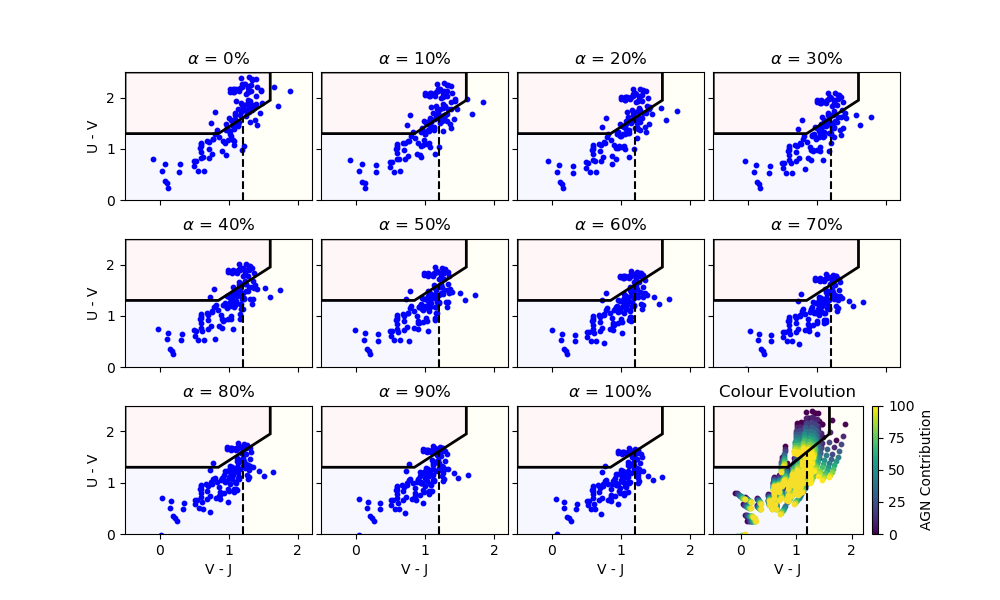 α = 0%
α = 10%
α = 20%
α = 30%
U - V
2
1
0
α = 40%
α = 50%
α = 60%
α = 70%
U - V
2
1
0
α = 80%
α = 90%
α = 100%
Colour Evolution
U - V
2
1
0
100
75
50
25
0
AGN Contribution
0 1 2
0 1 2
0 1 2
0 1 2
V - J
V - J
V - J
V - J